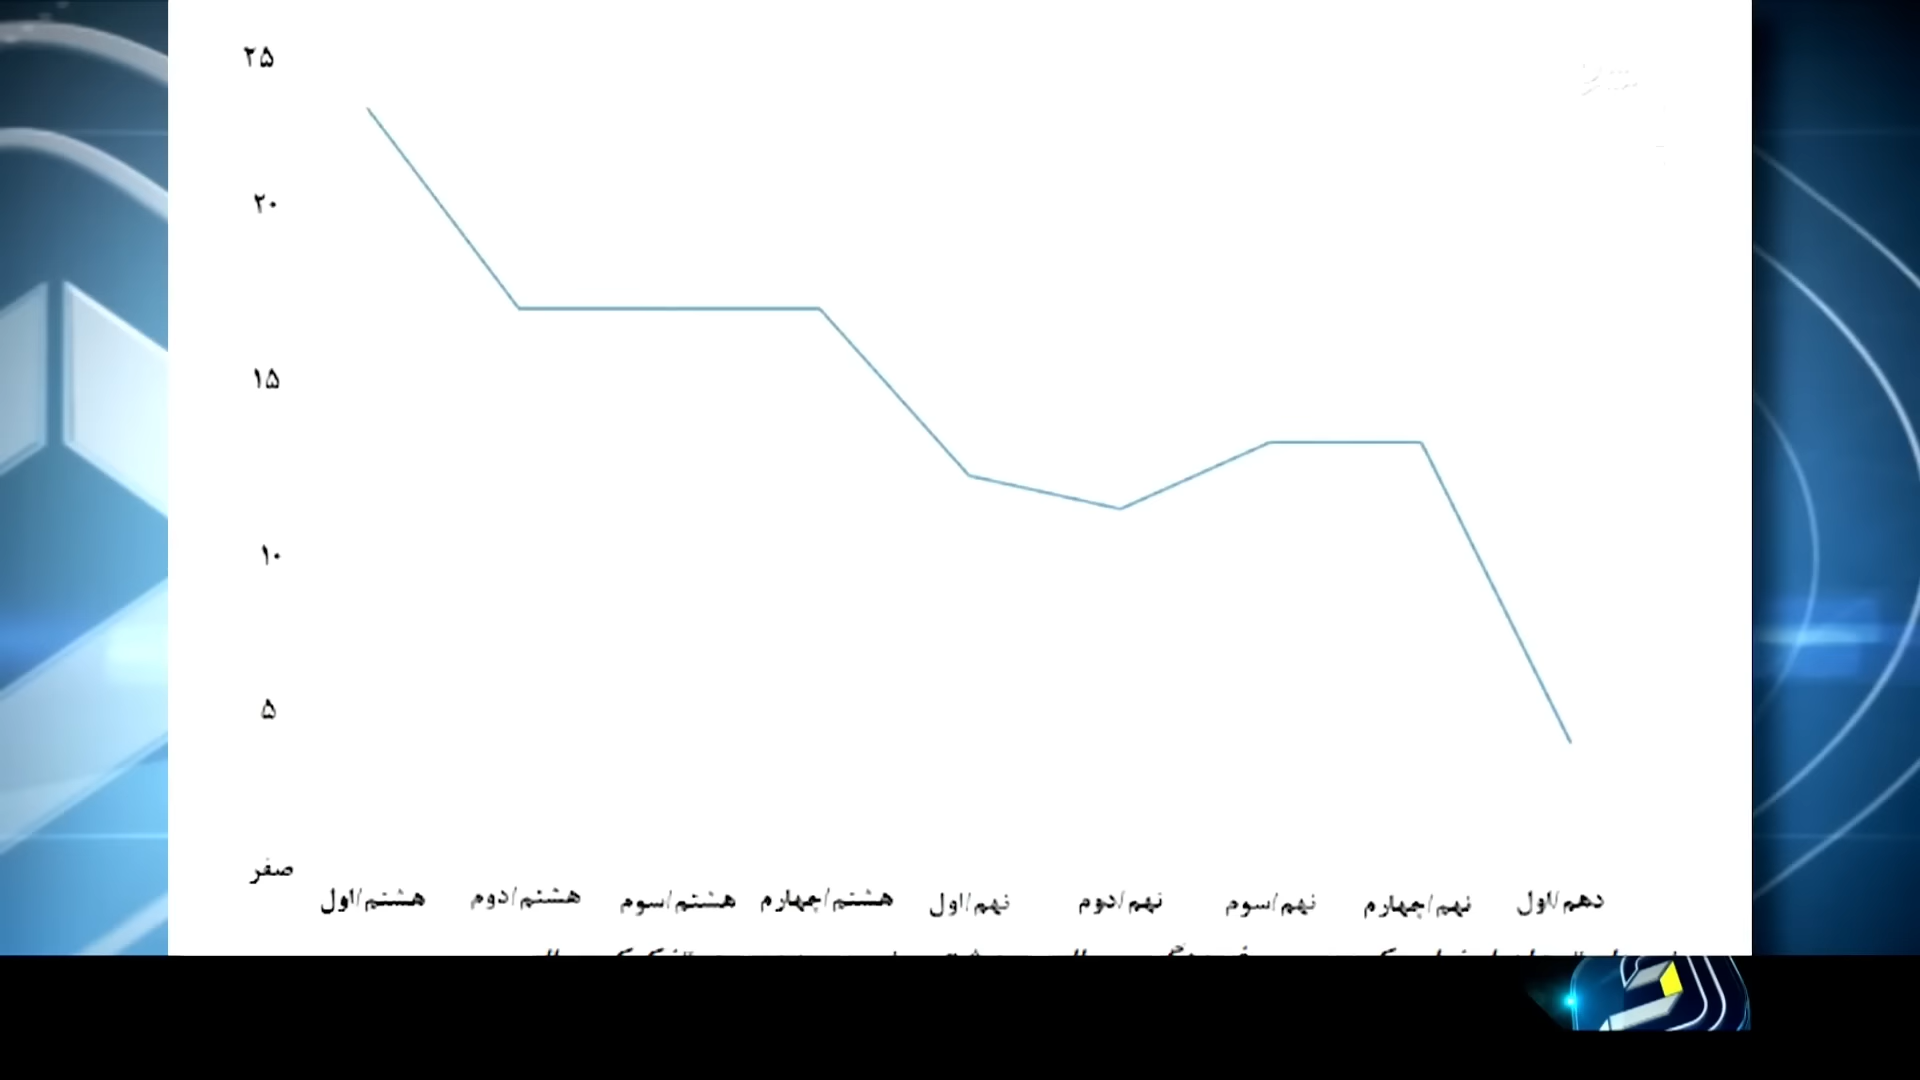 ۲۵
۲۰
۱۵
۱۰
۵
صفر
هشتم/اول هشتم/دوم هشتم/سوم هشتم/چهارم نهم/اول نهم/دوم نهم/سوم نهم/چهارم دهم/اول